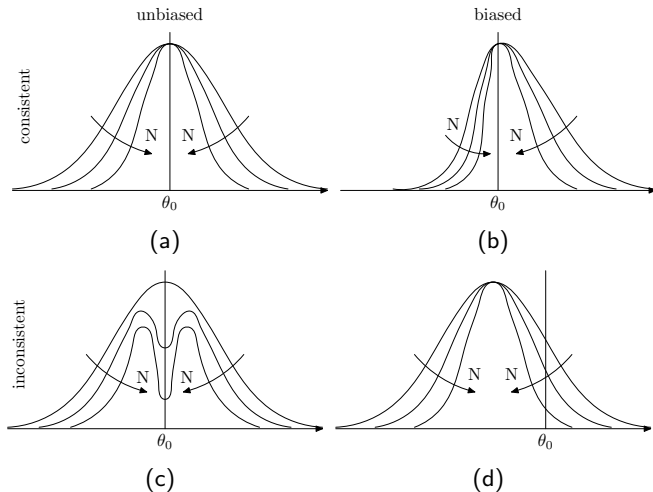 unbiased
biased
consistent
N N
N N
θ0
θ0
(a)
(b)
inconsistent
N N
N N
θ0
θ0
(c)
(d)